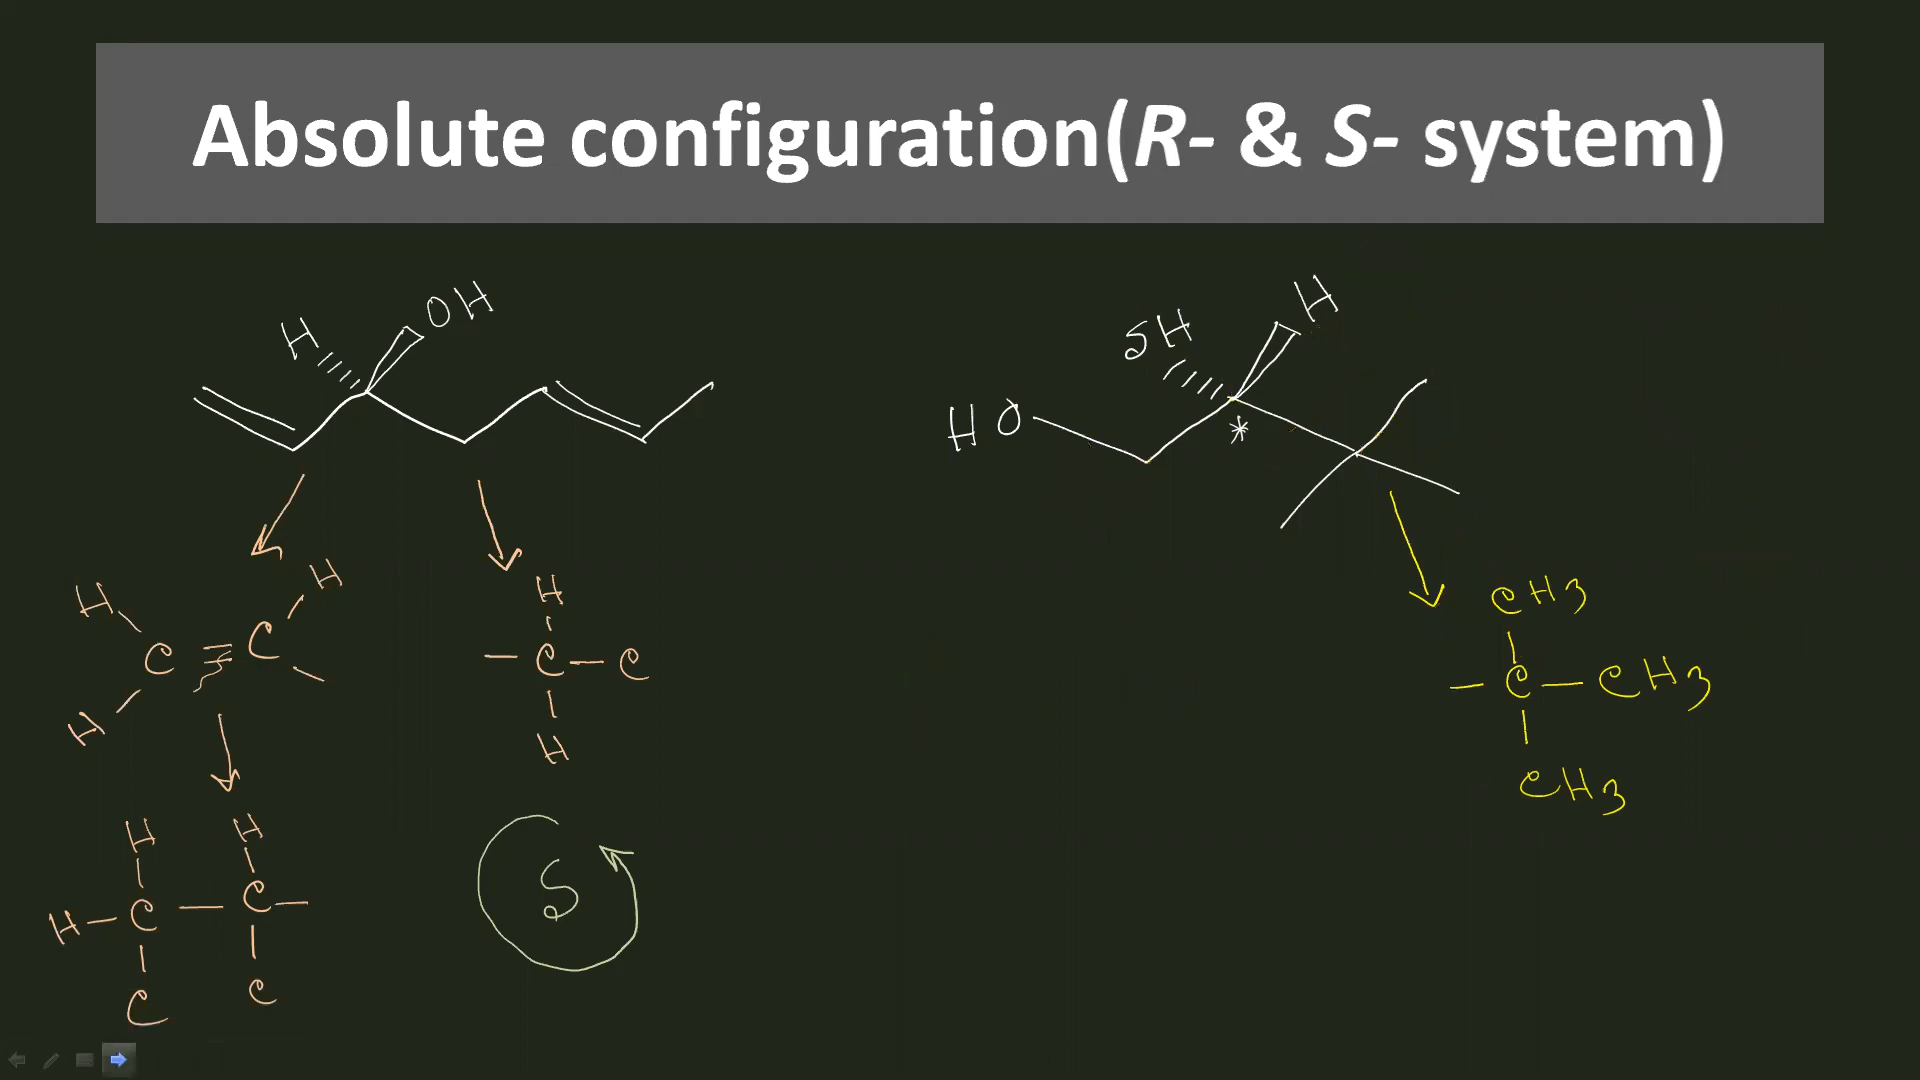 Absolute configuration(R- & S- system)
H OH
SH H
HO *
H H
C C
H
H
C C
H
H
CH3
C CH3
CH3
H H
H C C
C C
S